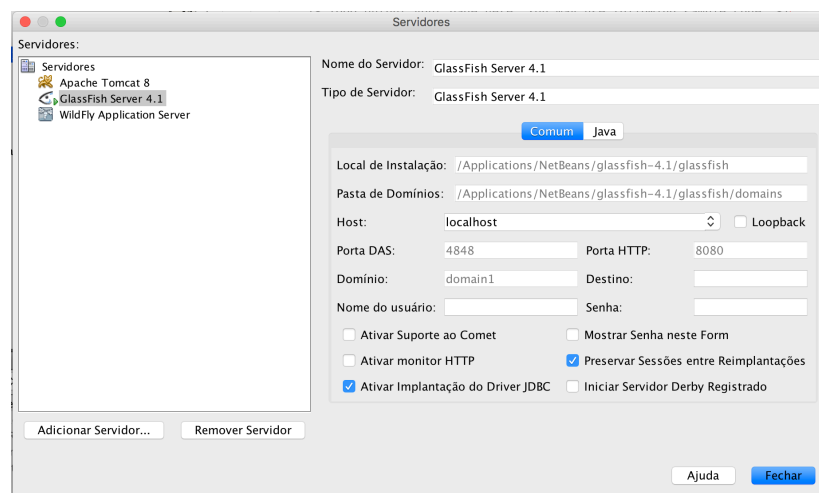 Servidores
Servidores:
Servidores
Apache Tomcat 8
GlassFish Server 4.1
WildFly Application Server
Adicionar Servidor...
Remover Servidor
Nome do Servidor: GlassFish Server 4.1
Tipo de Servidor: GlassFish Server 4.1
Comum Java
Local de Instalação: /Applications/NetBeans/glassfish-4.1/glassfish
Pasta de Domínios: /Applications/NetBeans/glassfish-4.1/glassfish/domains
Host: localhost Loopback
Porta DAS: 4848 Porta HTTP: 8080
Domínio: domain1 Destino:
Nome do usuário: Senha:
Ativar Suporte ao Comet Mostrar Senha neste Form
Ativar monitor HTTP Preservar Sessões entre Reimplantações
Ativar Implantação do Driver JDBC Iniciar Servidor Derby Registrado
Ajuda Fechar